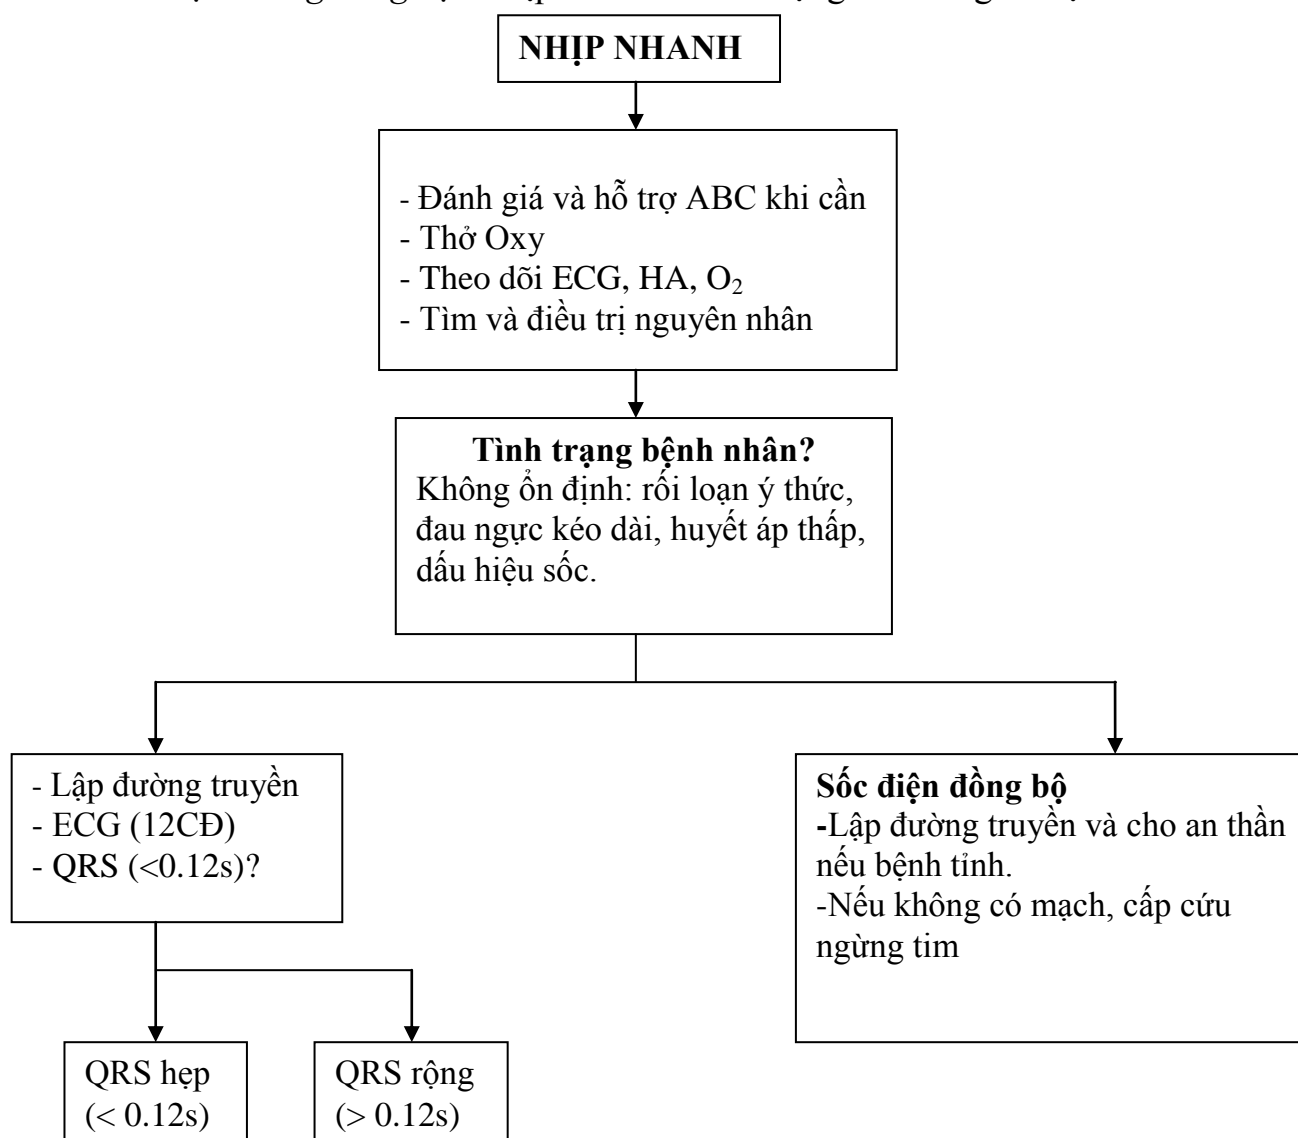 NHỊP NHANH
- Đánh giá và hỗ trợ ABC khi cần
- Thở Oxy
- Theo dõi ECG, HA, O₂
- Tìm và điều trị nguyên nhân
Tình trạng bệnh nhân?
Không ổn định: rối loạn ý thức,
đau ngực kéo dài, huyết áp thấp,
dấu hiệu sốc.
- Lập đường truyền
- ECG (12CĐ)
- QRS (<0.12s)?
Sốc điện đồng bộ
-Lập đường truyền và cho an thần
nếu bệnh tỉnh.
-Nếu không có mạch, cấp cứu
ngừng tim
QRS hẹp
(< 0.12s)
QRS rộng
(> 0.12s)